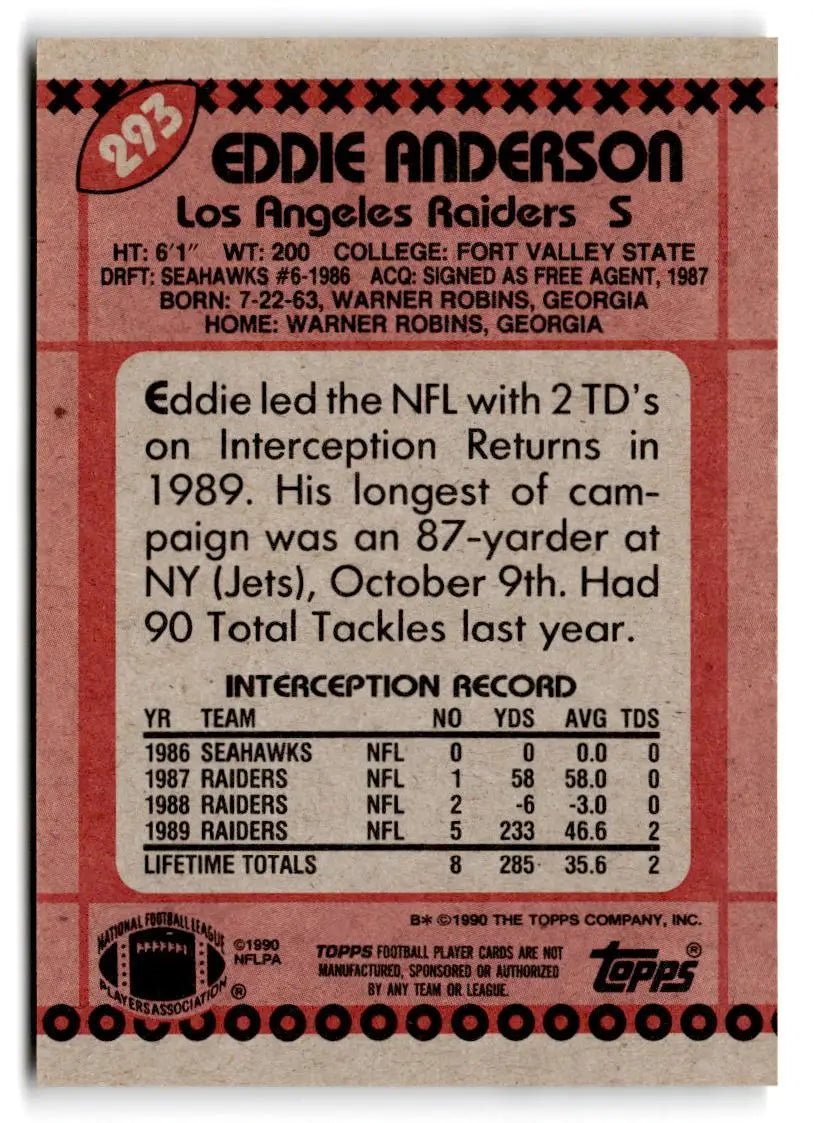 293
EDDIE ANDERSON
Los Angeles Raiders S
HT: 6'1" WT: 200 COLLEGE: FORT VALLEY STATE
DRFT: SEAHAWKS #6-1986 ACQ: SIGNED AS FREE AGENT, 1987
BORN: 7-22-63, WARNER ROBINS, GEORGIA
HOME: WARNER ROBINS, GEORGIA
Eddie led the NFL with 2 TD's
on Interception Returns in
1989. His longest of cam-
paign was an 87-yarder at
NY (Jets), October 9th. Had
90 Total Tackles last year.
INTERCEPTION RECORD
YR TEAM NO YDS AVG TDS
1986 SEAHAWKS NFL 0 0 0.0 0
1987 RAIDERS NFL 1 58 58.0 0
1988 RAIDERS NFL 2 -6 -3.0 0
1989 RAIDERS NFL 5 233 46.6 2
LIFETIME TOTALS 8 285 35.6 2
B* ©1990 THE TOPPS COMPANY, INC.
NATIONAL FOOTBALL LEAGUE
PLAYERS ASSOCIATION ®
©1990
NFLPA
TOPPS FOOTBALL PLAYER CARDS ARE NOT
MANUFACTURED, SPONSORED OR AUTHORIZED
BY ANY TEAM OR LEAGUE.
Topps ®